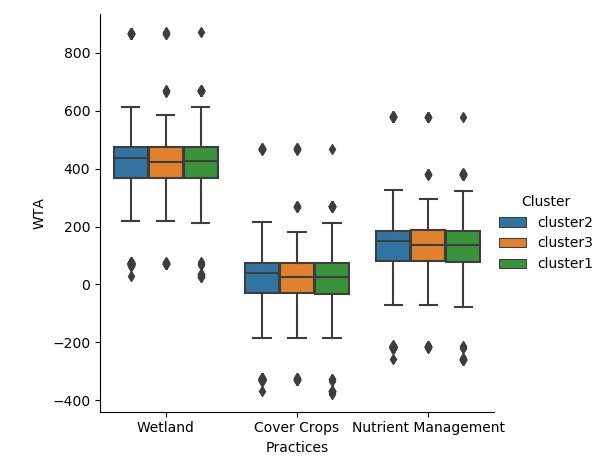 800
600
400
200
0
−200
−400
WTA
Wetland
Cover Crops
Nutrient Management
Practices
Cluster
cluster2
cluster3
cluster1